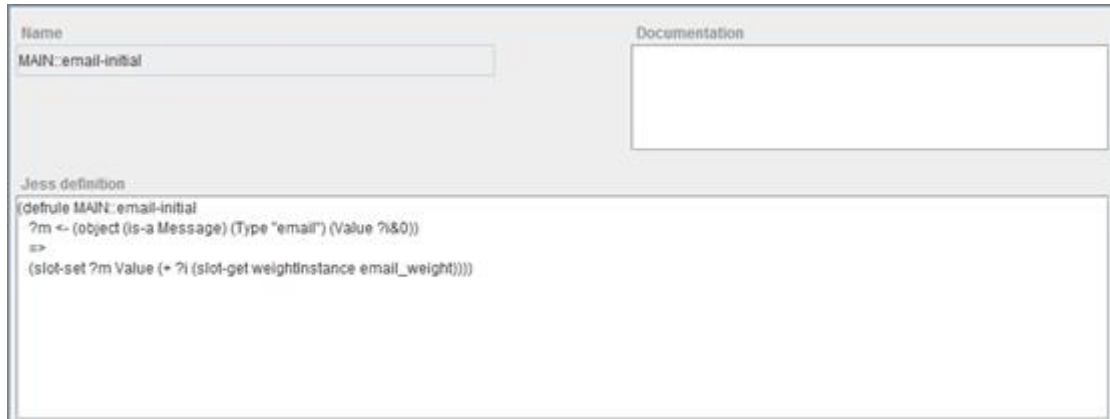 Name
Documentation
MAIN::email-initial
Jess definition
(defrule MAIN::email-initial
?m <- (object (is-a Message) (Type "email") (Value ?i&0))
=>
(slot-set ?m Value (+ ?i (slot-get weightInstance email_weight))))